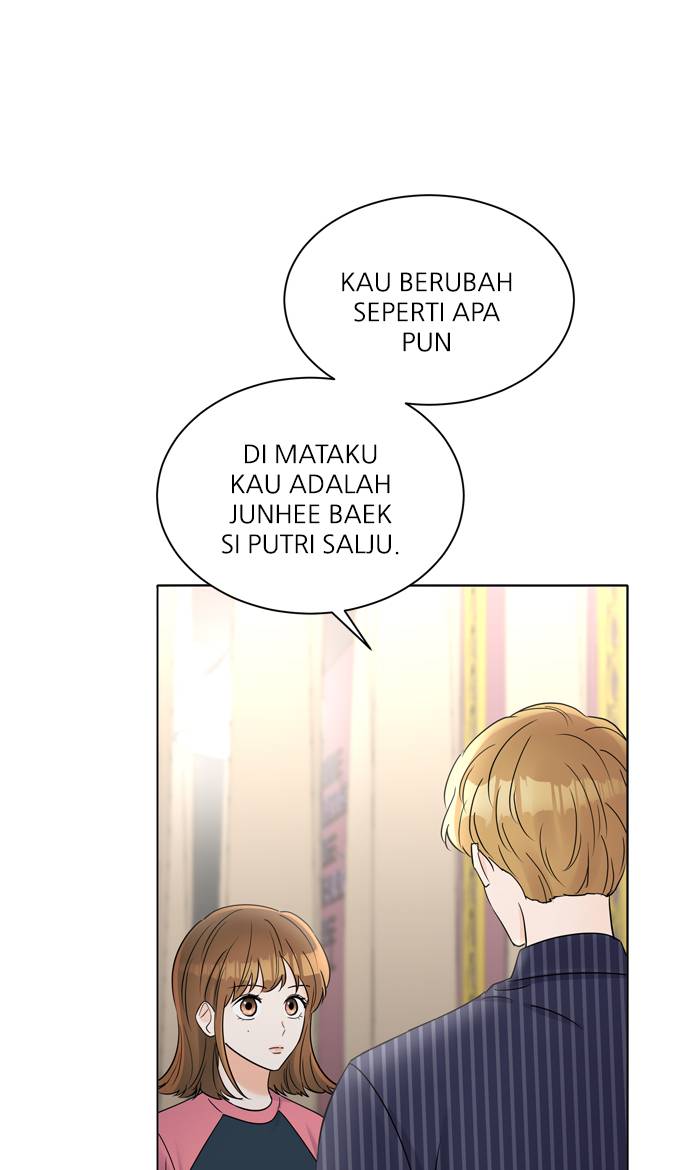 KAU BERUBAH
SEPERTI APA
PUN
DI MATAKU
KAU ADALAH
JUNHEE BAEK
SI PUTRI SALJU.